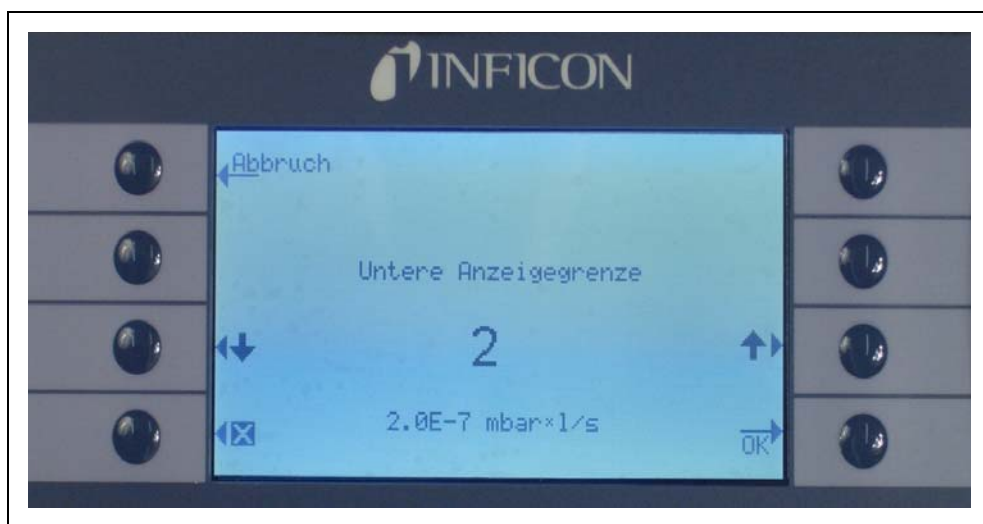 INFICON
Abbruch
Untere Anzeigegrenze
2
2.0E-7 mbar×l/s
OK